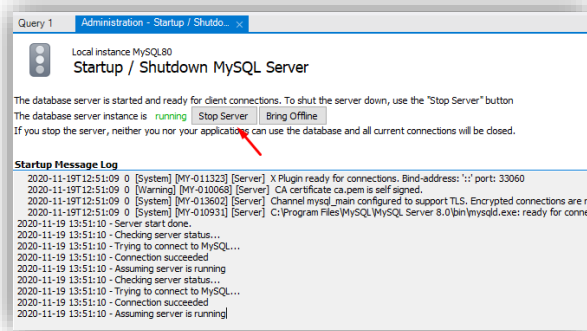 Query 1 Administration - Startup / Shutdo... ×
Local instance MySQL80
Startup / Shutdown MySQL Server
The database server is started and ready for client connections. To shut the server down, use the "Stop Server" button
The database server instance is running Stop Server Bring Offline
If you stop the server, neither you nor your applications can use the database and all current connections will be closed.
Startup Message Log
2020-11-19T12:51:09 0 [System] [MY-011323] [Server] X Plugin ready for connections. Bind-address: '::' port: 33060
2020-11-19T12:51:09 0 [Warning] [MY-010068] [Server] CA certificate ca.pem is self signed.
2020-11-19T12:51:09 0 [System] [MY-013602] [Server] Channel mysql_main configured to support TLS. Encrypted connections are
2020-11-19T12:51:09 0 [System] [MY-010931] [Server] C:\Program Files\MySQL\MySQL Server 8.0\bin\mysqld.exe: ready for conne
2020-11-19 13:51:10 - Server start done.
2020-11-19 13:51:10 - Checking server status...
2020-11-19 13:51:10 - Trying to connect to MySQL...
2020-11-19 13:51:10 - Connection succeeded
2020-11-19 13:51:10 - Assuming server is running
2020-11-19 13:51:10 - Checking server status...
2020-11-19 13:51:10 - Trying to connect to MySQL...
2020-11-19 13:51:10 - Connection succeeded
2020-11-19 13:51:10 - Assuming server is running